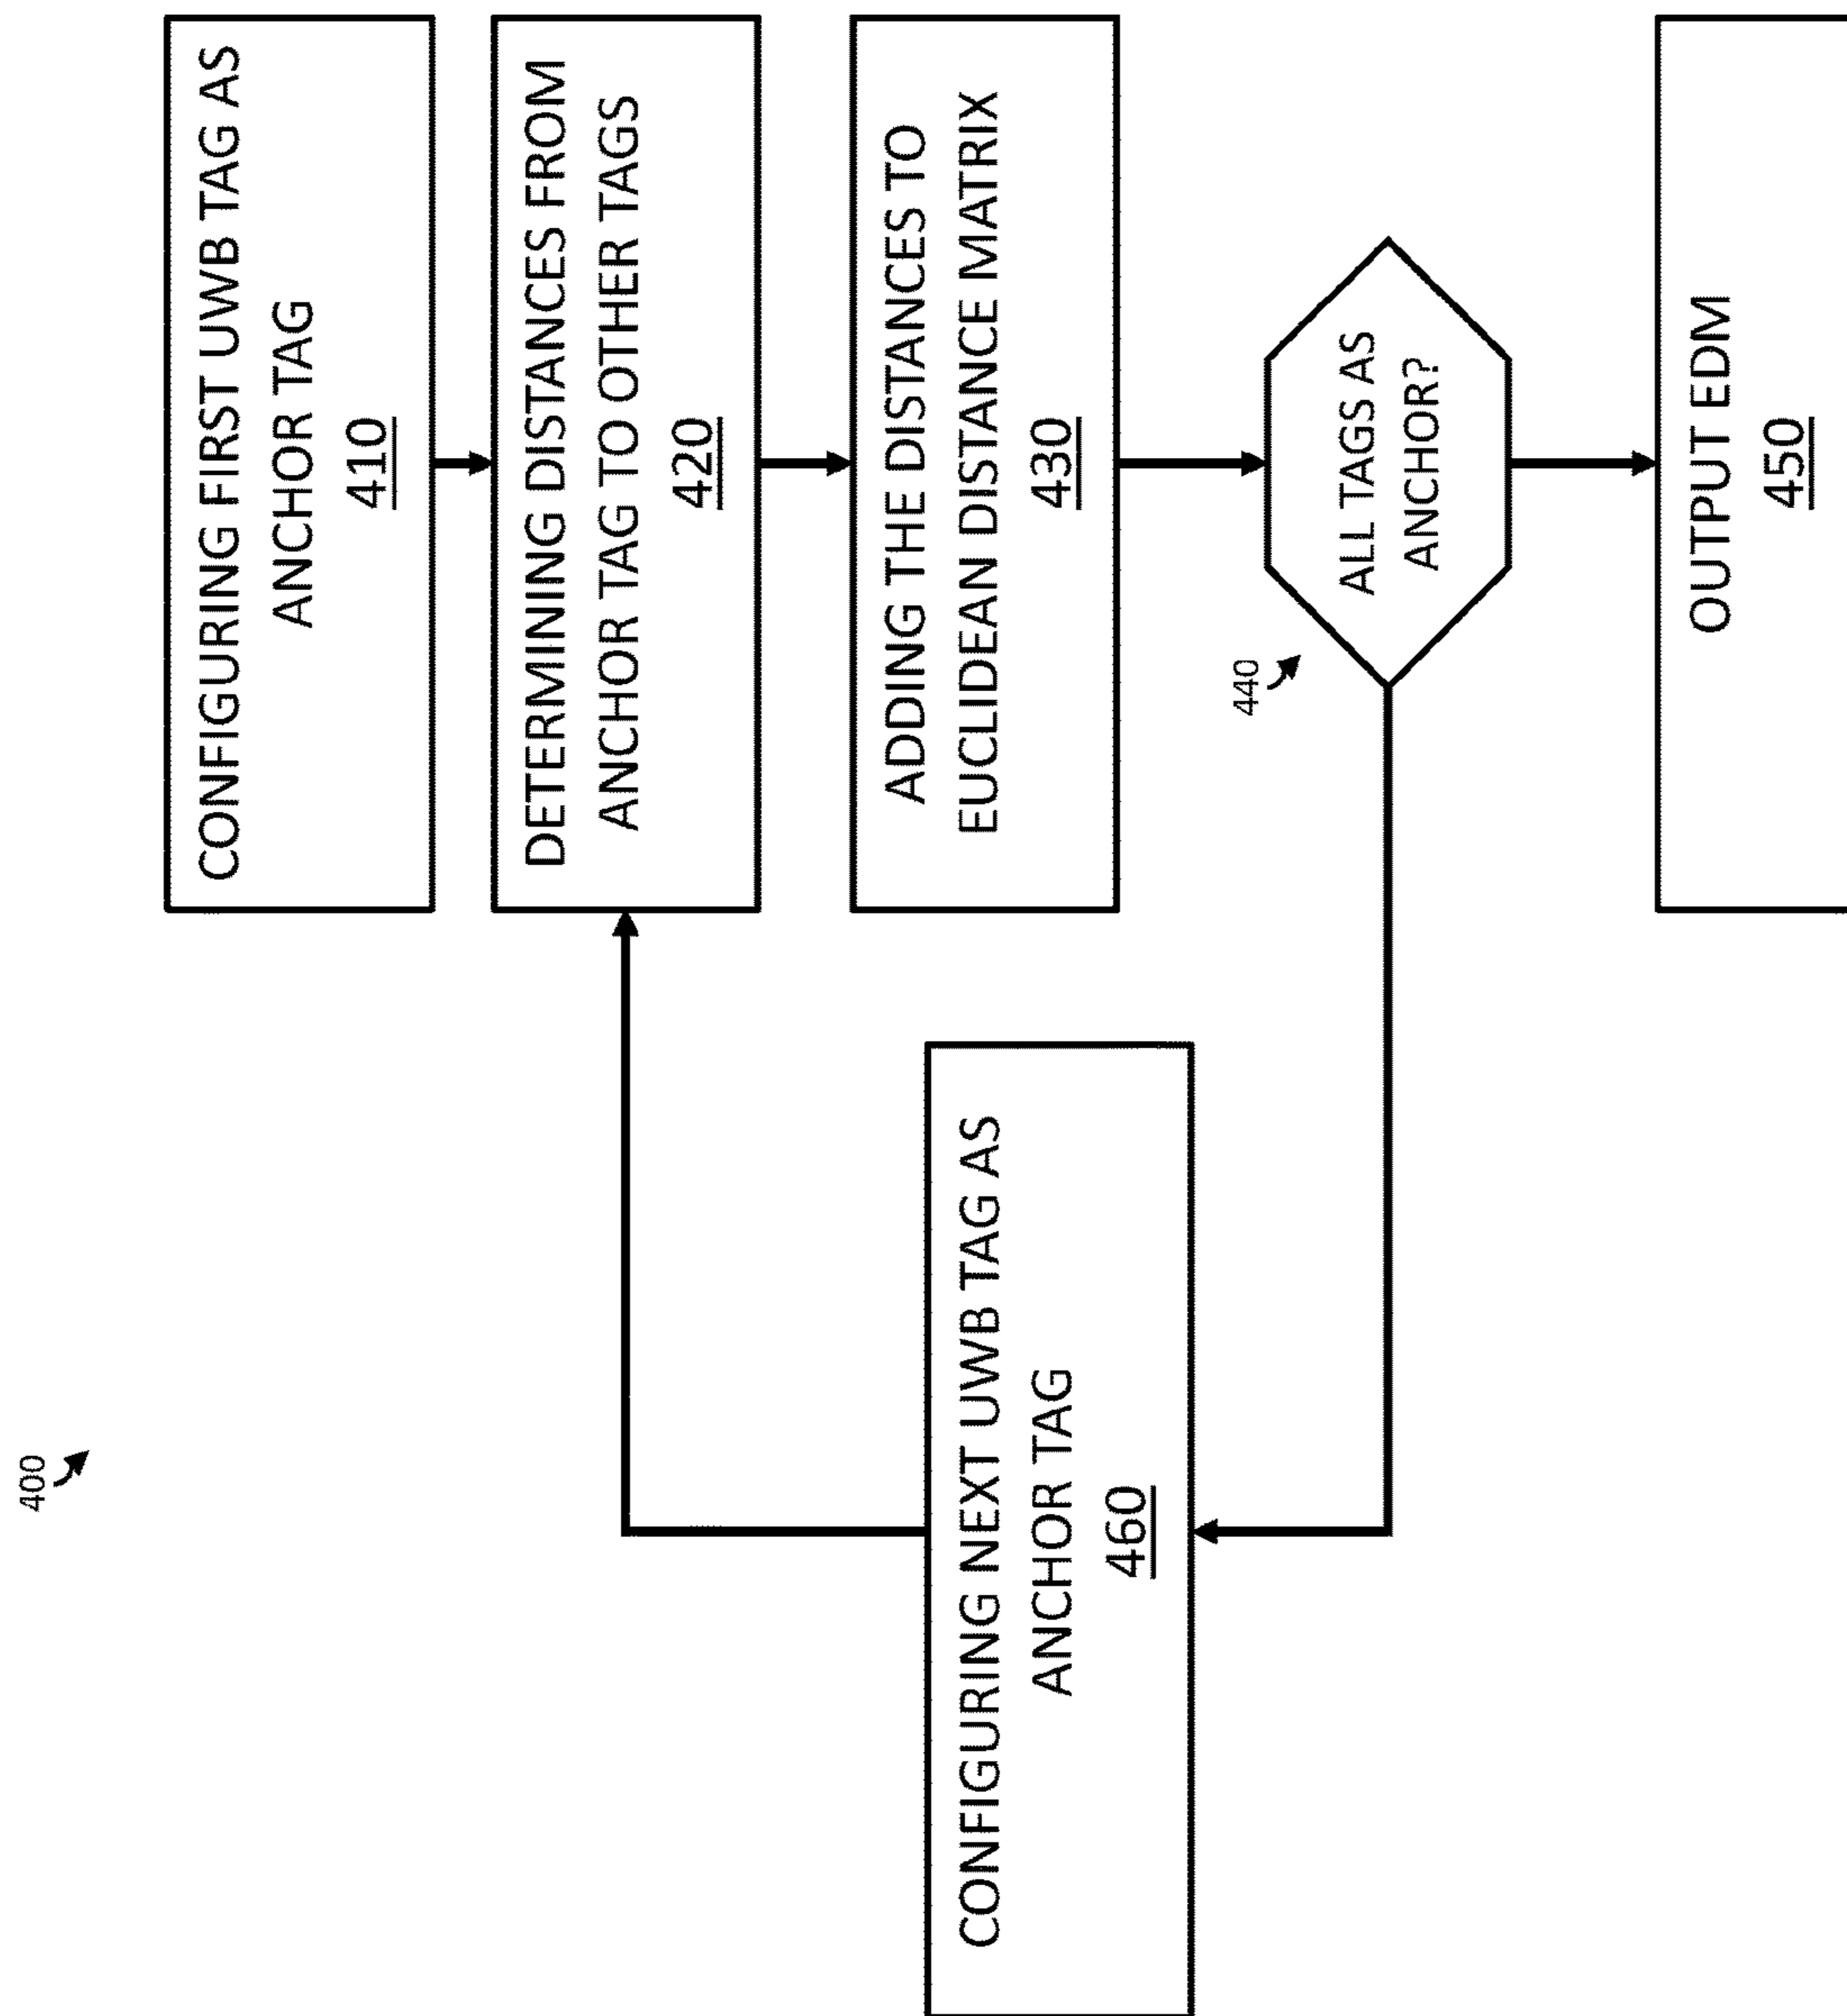 400
CONFIGURING FIRST UWB TAG AS
ANCHOR TAG
410
DETERMINING DISTANCES FROM
ANCHOR TAG TO OTHER TAGS
420
ADDING THE DISTANCES TO
EUCLIDEAN DISTANCE MATRIX
430
440
ALL TAGS AS
ANCHOR?
OUTPUT EDM
450
CONFIGURING NEXT UWB TAG AS
ANCHOR TAG
460